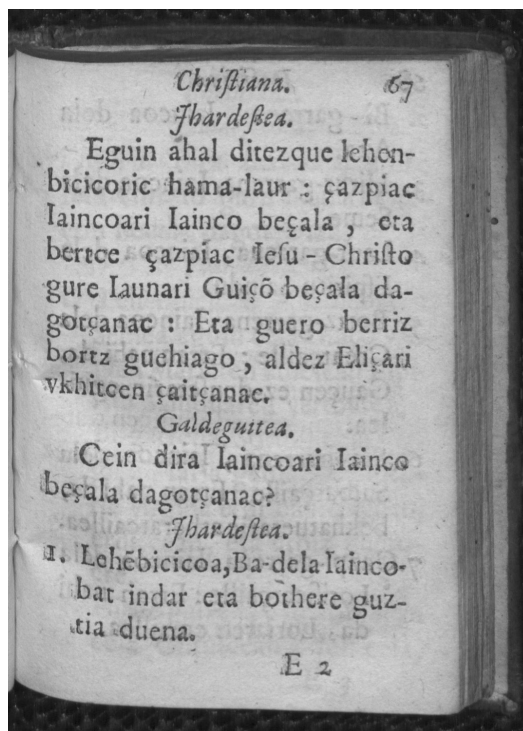 Chriſtiana. 67
Jhardeſtea.
Eguin ahal ditezque lehen-
bicicoric hama-laur : çazpiac
Iaincoari Iainco beçala , eta
bertce çazpiac Ieſu - Chriſto
gure Iaunari Guiçõ beçala da-
gotçanac : Eta guero berriz
bortz guehiago , aldez Eliçari
vkhitcen çaitçanac.
Galdeguitea.
Cein dira Iaincoari Iainco
beçala dagotçanac?
Jhardeſtea.
1. Lehẽbicicoa, Ba-dela Iainco-
bat indar eta bothere guz-
tia duena.
E 2